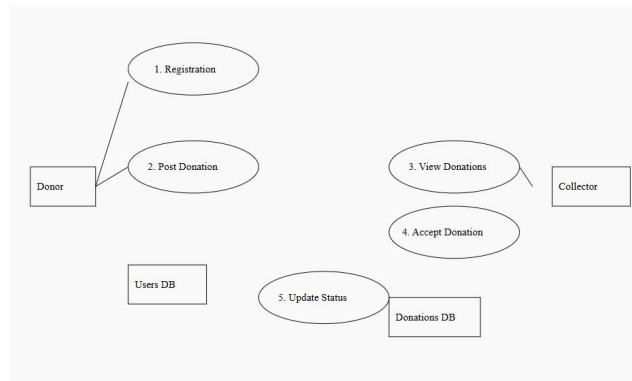 1. Registration
2. Post Donation
3. View Donations
Donor
Collector
4. Accept Donation
Users DB
5. Update Status
Donations DB